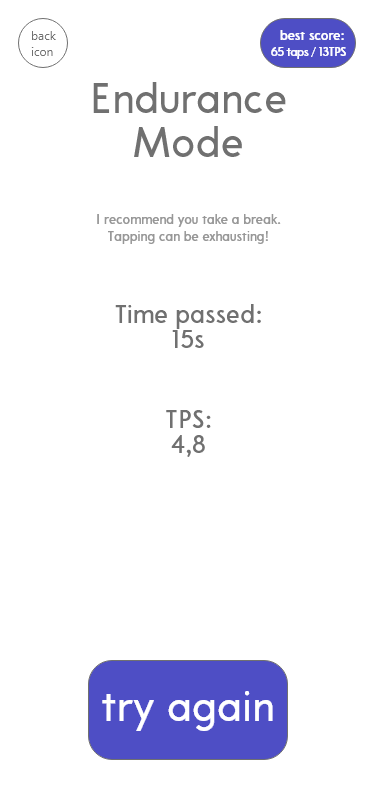 back
icon
best score:
65 taps / 13TPS
Endurance
Mode
I recommend you take a break.
Tapping can be exhausting!
Time passed:
15s
TPS:
4,8
try again